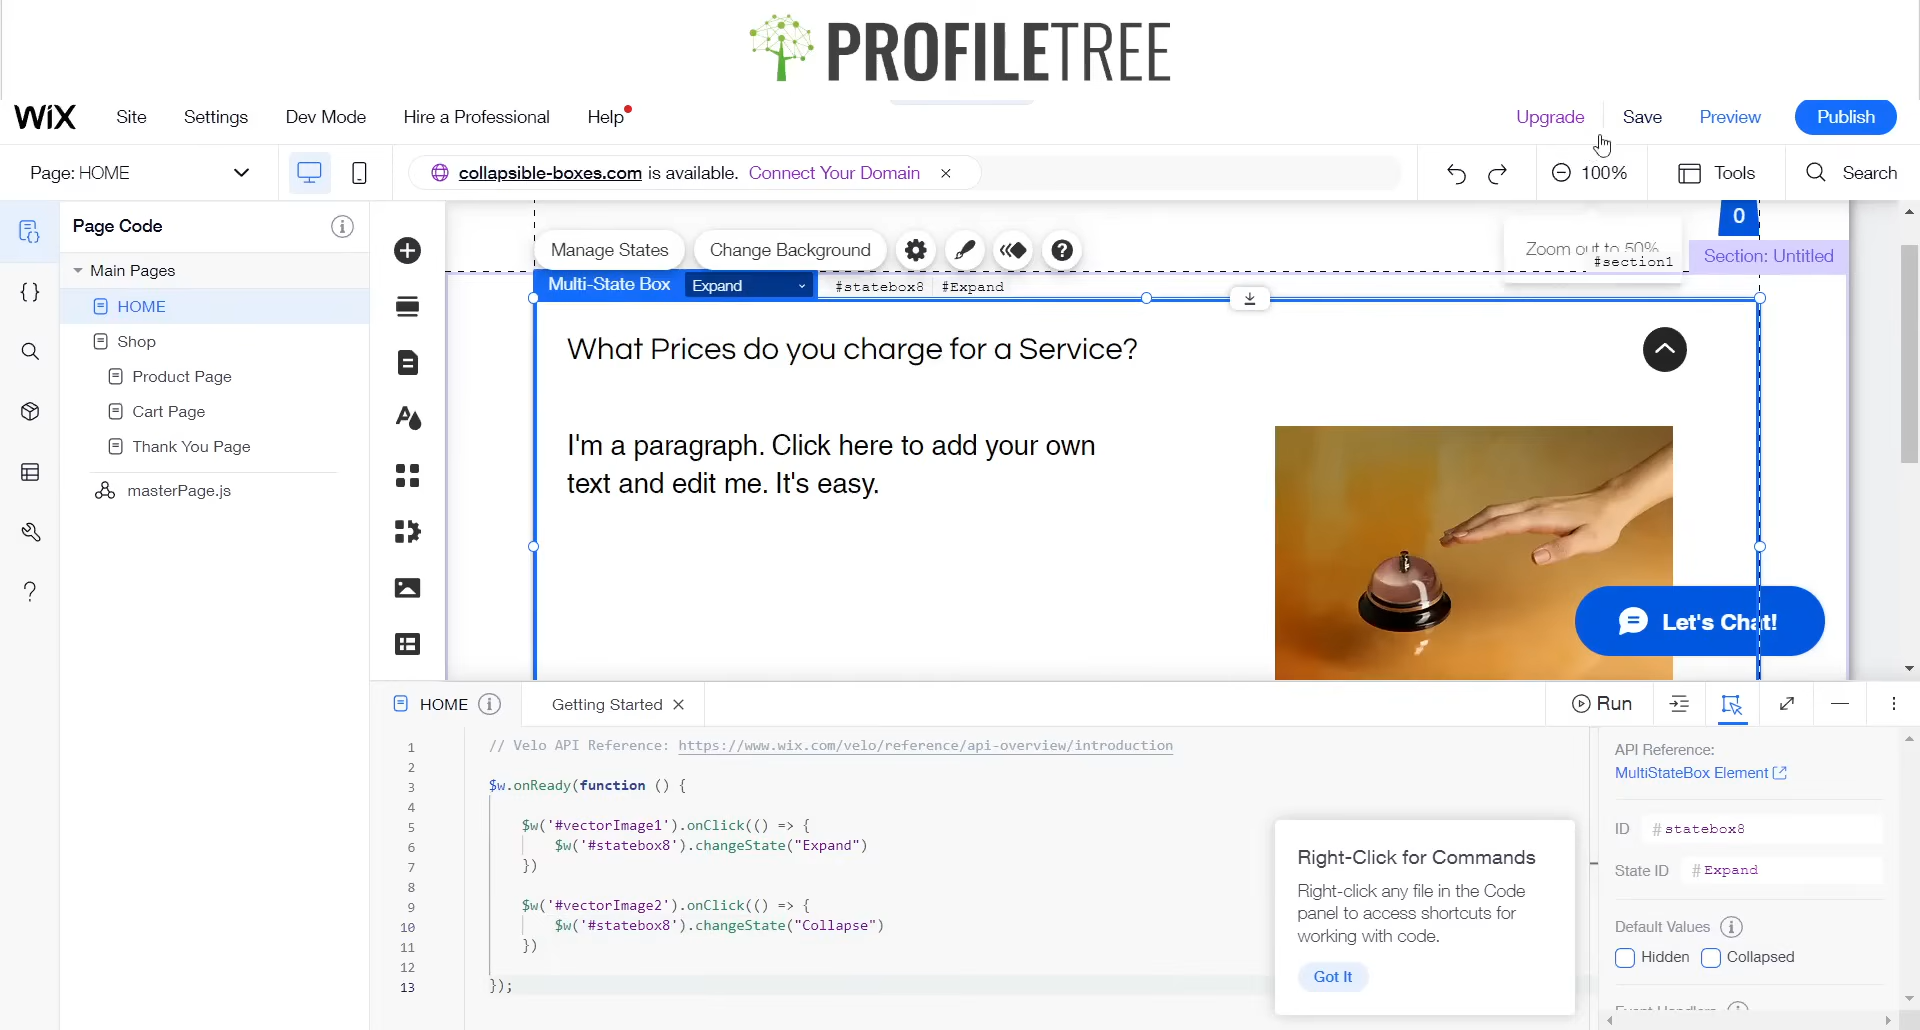 PROFILETREE
WiX
Site
Settings
Dev Mode
Hire a Professional
Help
Upgrade
Save
Preview
Publish
Page: HOME
collapsible-boxes.com is available. Connect Your Domain
100%
Tools
Search
Page Code
Main Pages
HOME
Shop
Product Page
Cart Page
Thank You Page
masterPage.js
0
Manage States
Change Background
Zoom out to 50%
#section1
Section: Untitled
Multi-State Box
Expand
#statebox8
#Expand
What Prices do you charge for a Service?
I'm a paragraph. Click here to add your own
text and edit me. It's easy.
Let's Chat!
HOME
Getting Started
Run
1 // Velo API Reference: https://www.wix.com/velo/reference/api-overview/introduction
2
3 $w.onReady(function () {
4
5 $w('#vectorImage1').onClick(() => {
6 $w('#statebox8').changeState("Expand")
7 })
8
9 $w('#vectorImage2').onClick(() => {
10 $w('#statebox8').changeState("Collapse")
11 })
12
13 });
Right-Click for Commands
Right-click any file in the Code
panel to access shortcuts for
working with code.
Got It
API Reference:
MultiStateBox Element
ID # statebox8
State ID # Expand
Default Values
Hidden
Collapsed
Event Handlers